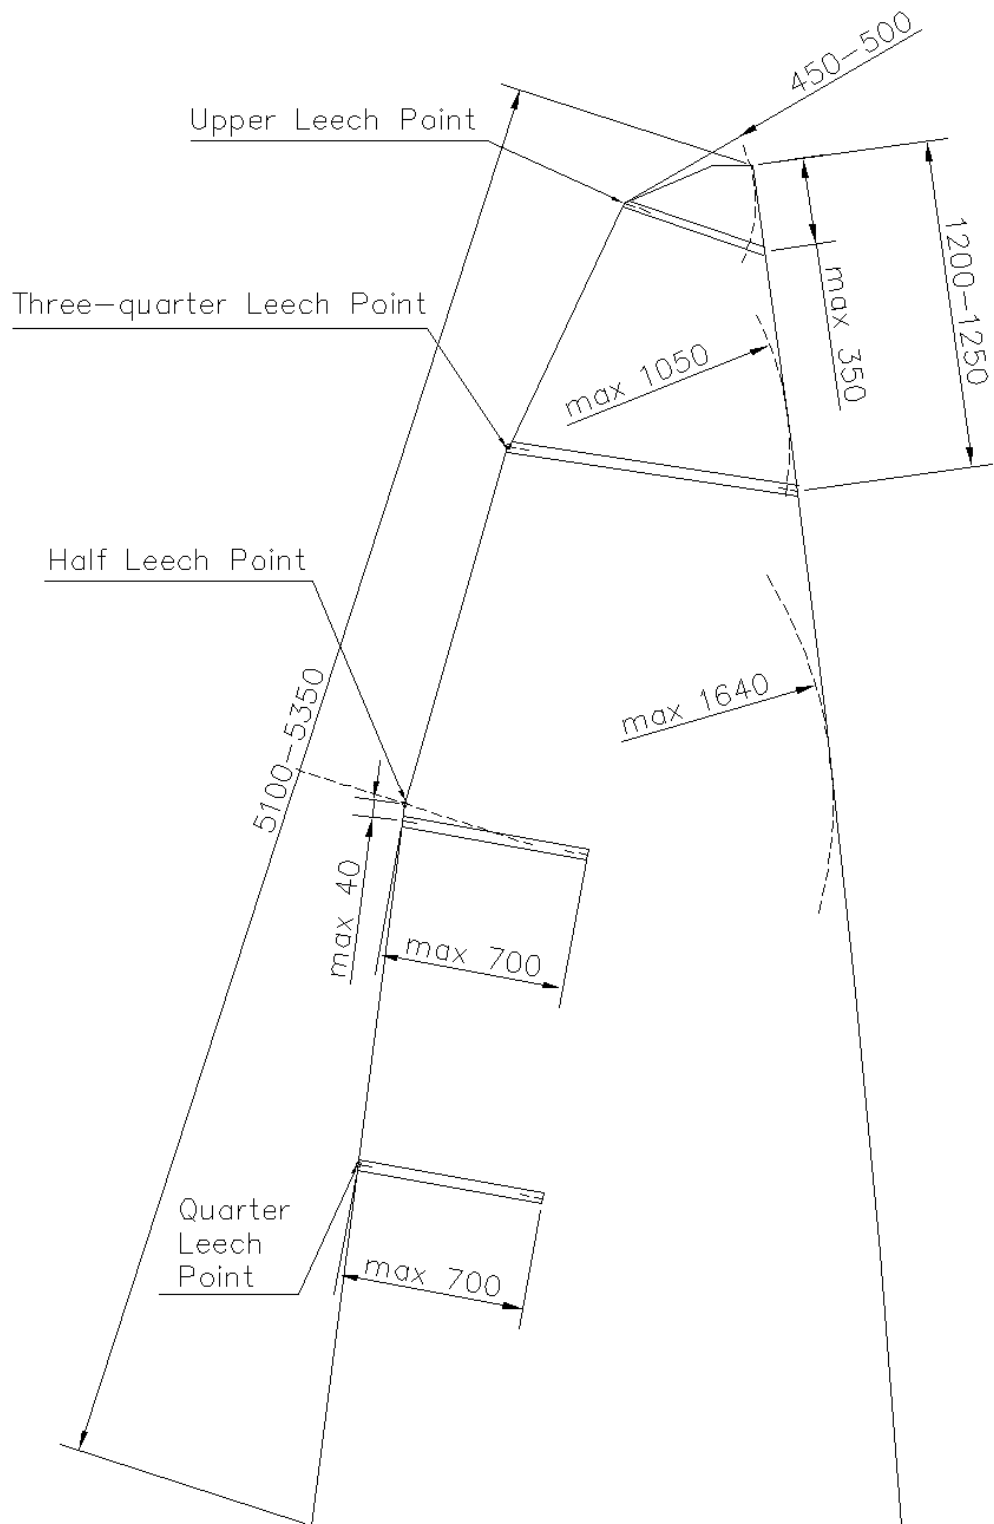 450-500
Upper Leech Point
1200-1250
max 350
Three-quarter Leech Point
max 1050
Half Leech Point
max 1640
5100-5350
max 40
max 700
Quarter
Leech
Point
max 700